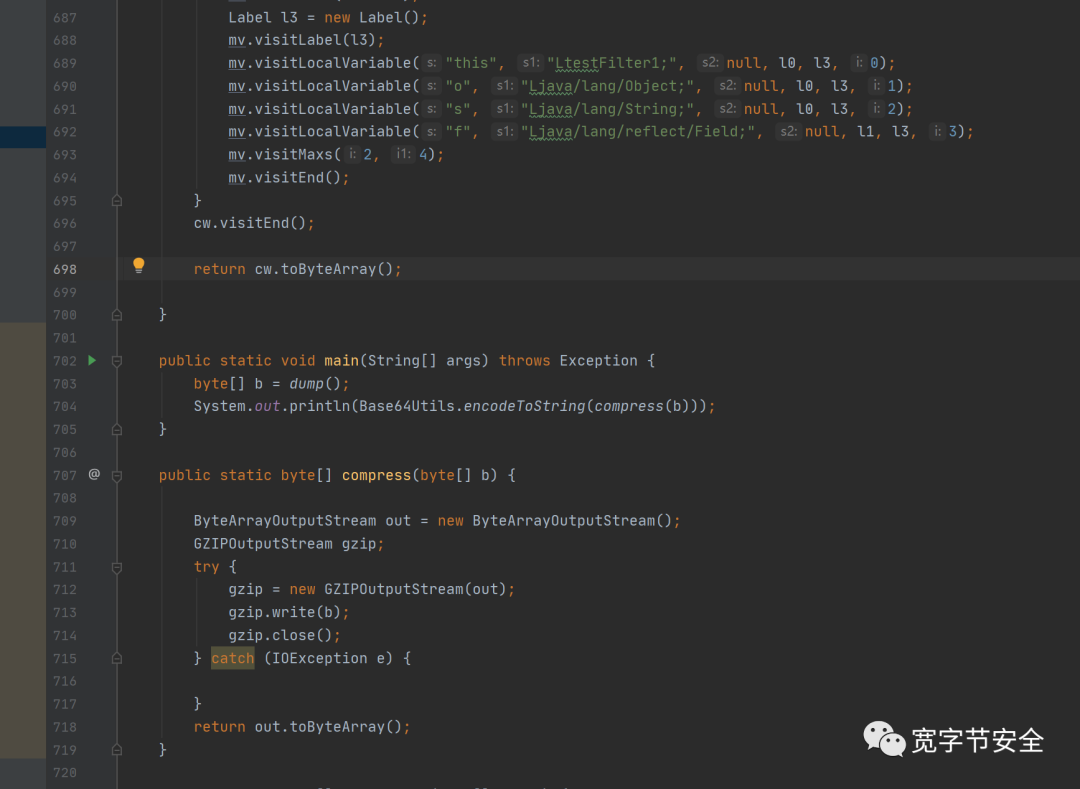 687 Label l3 = new Label();
688 mv.visitLabel(l3);
689 mv.visitLocalVariable( s: "this", s1: "LtestFilter1;", s2: null, l0, l3, i: 0);
690 mv.visitLocalVariable( s: "o", s1: "Ljava/lang/Object;", s2: null, l0, l3, i: 1);
691 mv.visitLocalVariable( s: "s", s1: "Ljava/lang/String;", s2: null, l0, l3, i: 2);
692 mv.visitLocalVariable( s: "f", s1: "Ljava/lang/reflect/Field;", s2: null, l1, l3, i: 3);
693 mv.visitMaxs( i: 2, i1: 4);
694 mv.visitEnd();
695 }
696 cw.visitEnd();
697
698 return cw.toByteArray();
699
700 }
701
702 public static void main(String[] args) throws Exception {
703 byte[] b = dump();
704 System.out.println(Base64Utils.encodeToString(compress(b)));
705 }
706
707 @ public static byte[] compress(byte[] b) {
708
709 ByteArrayOutputStream out = new ByteArrayOutputStream();
710 GZIPOutputStream gzip;
711 try {
712 gzip = new GZIPOutputStream(out);
713 gzip.write(b);
714 gzip.close();
715 } catch (IOException e) {
716
717 }
718 return out.toByteArray();
719 }
720
宽字节安全